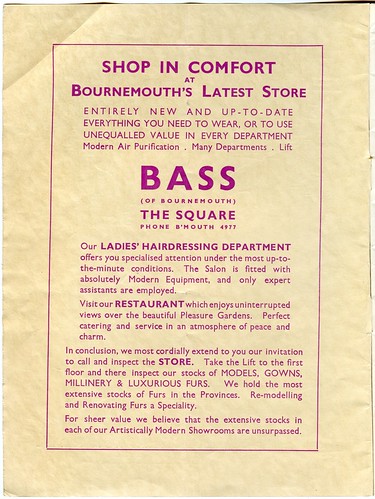 SHOP IN COMFORT
AT
BOURNEMOUTH'S LATEST STORE
ENTIRELY NEW AND UP-TO-DATE
EVERYTHING YOU NEED TO WEAR, OR TO USE
UNEQUALLED VALUE IN EVERY DEPARTMENT
Modern Air Purification . Many Departments . Lift
BASS
(OF BOURNEMOUTH)
THE SQUARE
PHONE B'MOUTH 4977
Our LADIES' HAIRDRESSING DEPARTMENT
offers you specialised attention under the most up-to-
the-minute conditions. The Salon is fitted with
absolutely Modern Equipment, and only expert
assistants are employed.
Visit our RESTAURANT which enjoys uninterrupted
views over the beautiful Pleasure Gardens. Perfect
catering and service in an atmosphere of peace and
charm.
In conclusion, we most cordially extend to you our invitation
to call and inspect the STORE. Take the Lift to the first
floor and there inspect our stocks of MODELS, GOWNS,
MILLINERY & LUXURIOUS FURS. We hold the most
extensive stocks of Furs in the Provinces. Re-modelling
and Renovating Furs a Speciality.
For sheer value we believe that the extensive stocks in
each of our Artistically Modern Showrooms are unsurpassed.